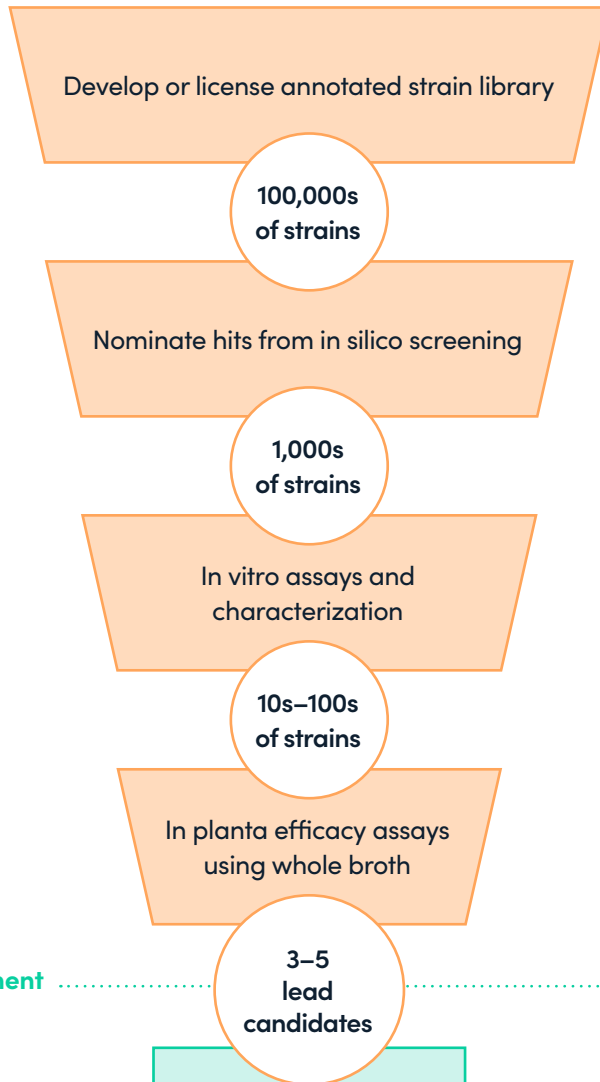 Develop or license annotated strain library
100,000s
of strains
Nominate hits from in silico screening
1,000s
of strains
In vitro assays and
characterization
10s–100s
of strains
In planta efficacy assays
using whole broth
3–5
lead
candidates